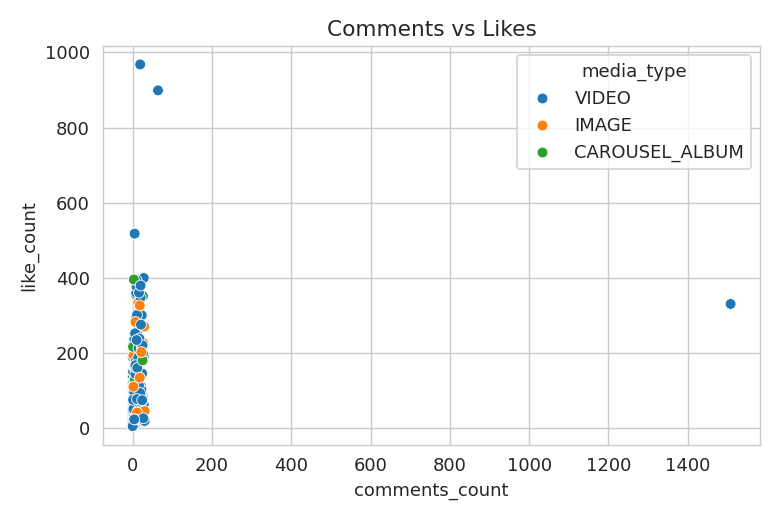 Comments vs Likes
1000
800
600
400
200
0
like_count
media_type
VIDEO
IMAGE
CAROUSEL_ALBUM
0 200 400 600 800 1000 1200 1400
comments_count